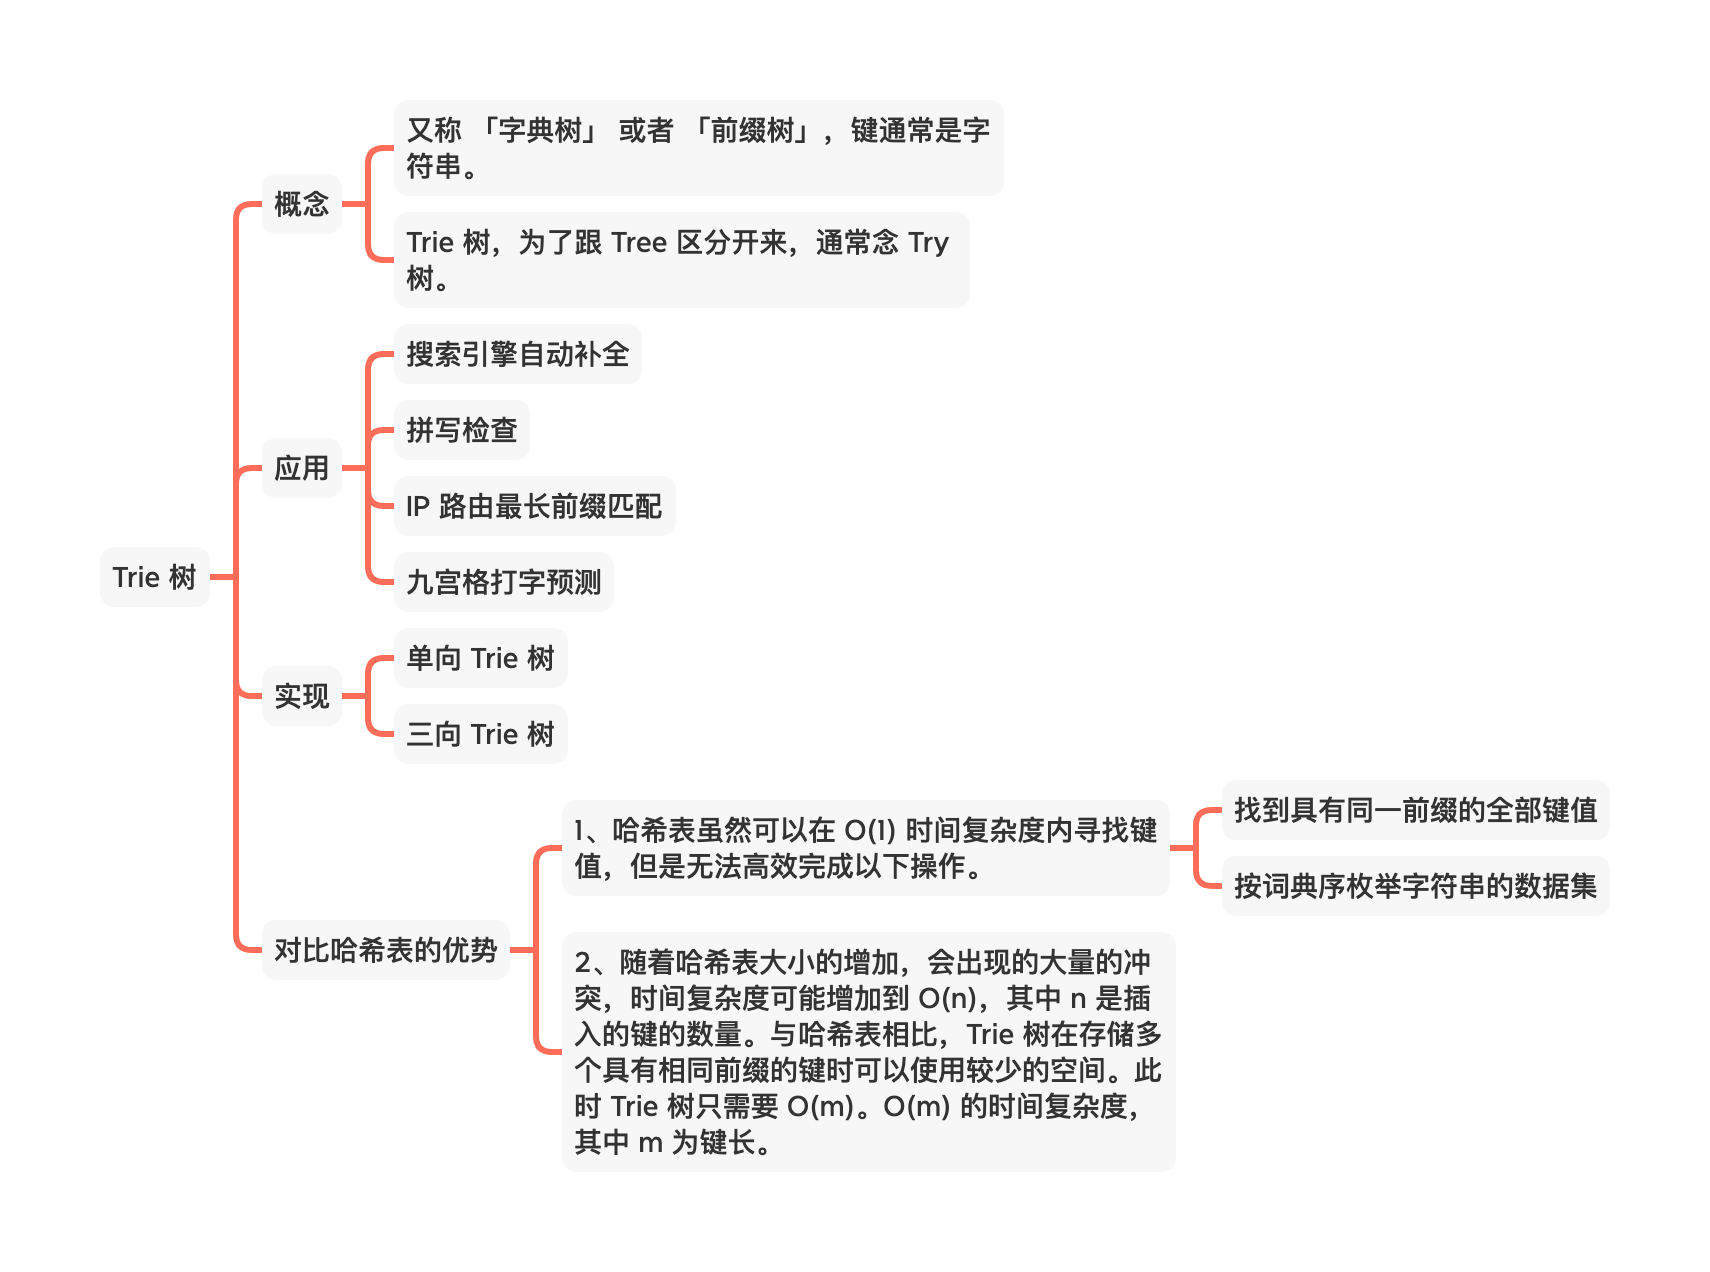 Trie 树
概念
又称 「字典树」 或者 「前缀树」，键通常是字
符串。
Trie 树，为了跟 Tree 区分开来，通常念 Try
树。
应用
搜索引擎自动补全
拼写检查
IP 路由最长前缀匹配
九宫格打字预测
实现
单向 Trie 树
三向 Trie 树
对比哈希表的优势
1、哈希表虽然可以在 O(1) 时间复杂度内寻找键
值，但是无法高效完成以下操作。
找到具有同一前缀的全部键值
按词典序枚举字符串的数据集
2、随着哈希表大小的增加，会出现的大量的冲
突，时间复杂度可能增加到 O(n)，其中 n 是插
入的键的数量。与哈希表相比，Trie 树在存储多
个具有相同前缀的键时可以使用较少的空间。此
时 Trie 树只需要 O(m)。O(m) 的时间复杂度，
其中 m 为键长。